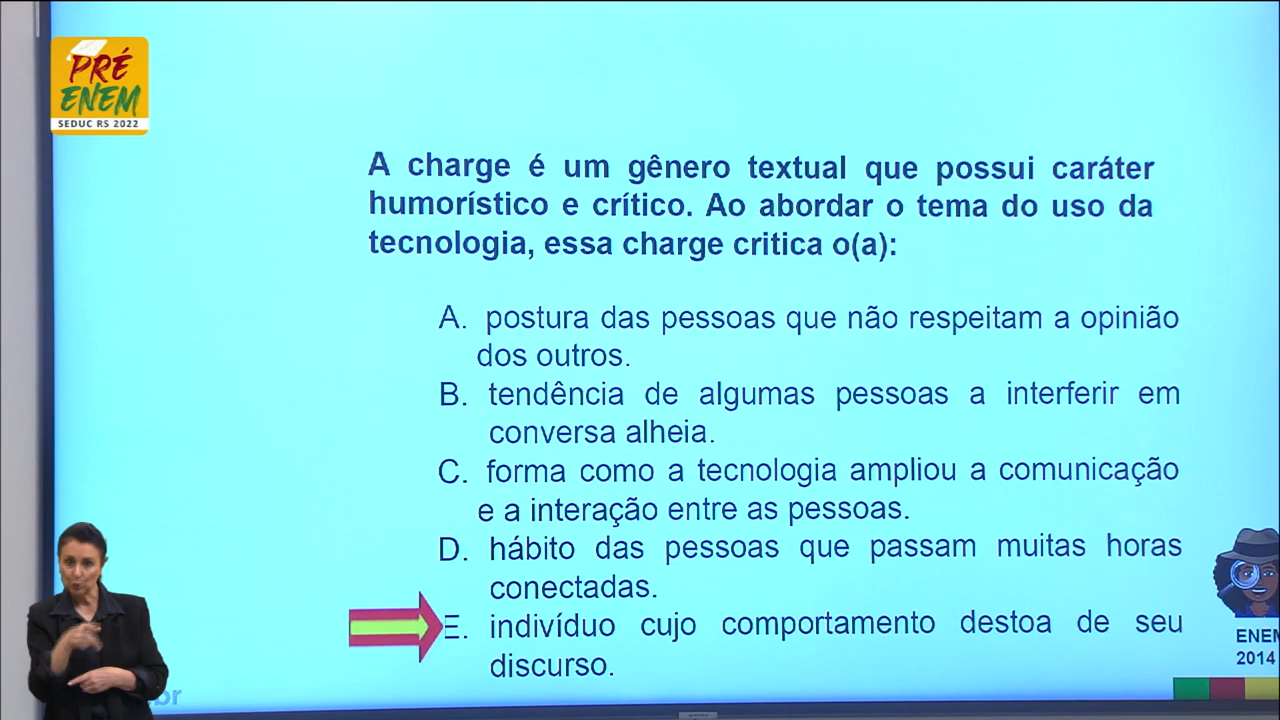 PRÉ
ENEM
SEDUC RS 2022
A charge é um gênero textual que possui caráter
humorístico e crítico. Ao abordar o tema do uso da
tecnologia, essa charge critica o(a):
A. postura das pessoas que não respeitam a opinião
dos outros.
B. tendência de algumas pessoas a interferir em
conversa alheia.
C. forma como a tecnologia ampliou a comunicação
e a interação entre as pessoas.
D. hábito das pessoas que passam muitas horas
conectadas.
E. indivíduo cujo comportamento destoa de seu
discurso.
ENEM
2014
br